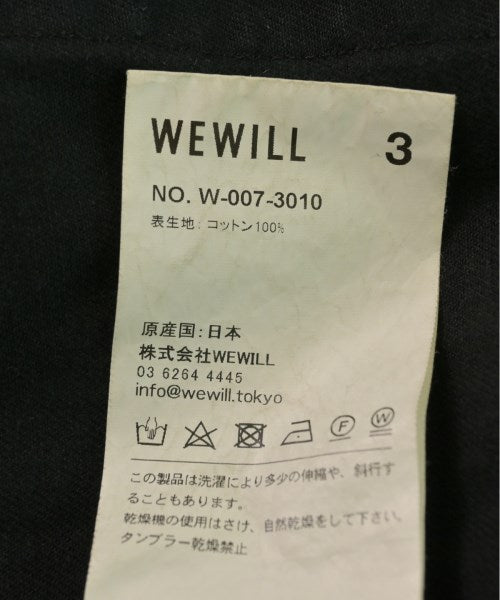 WEWILL 3
NO. W-007-3010
表生地: コットン100%
原産国:日本
株式会社WEWILL
03 6264 4445
info@wewill.tokyo
F W
この製品は洗濯により多少の伸縮や、斜行す
ることもあります。
乾燥機の使用はさけ、自然乾燥をして下さい。
タンブラー乾燥禁止